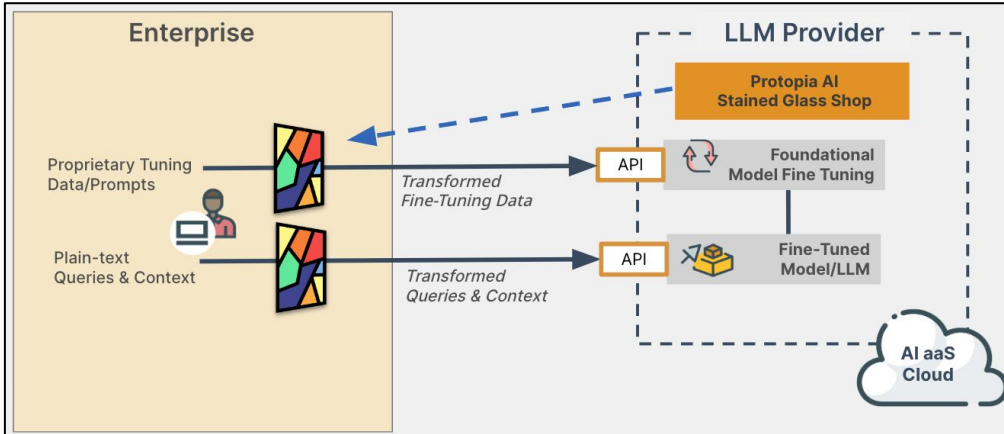 Enterprise
LLM Provider
Protopia AI
Stained Glass Shop
Proprietary Tuning
Data/Prompts
Transformed
Fine-Tuning Data
API
Foundational
Model Fine Tuning
Plain-text
Queries & Context
Transformed
Queries & Context
API
Fine-Tuned
Model/LLM
AI aaS
Cloud